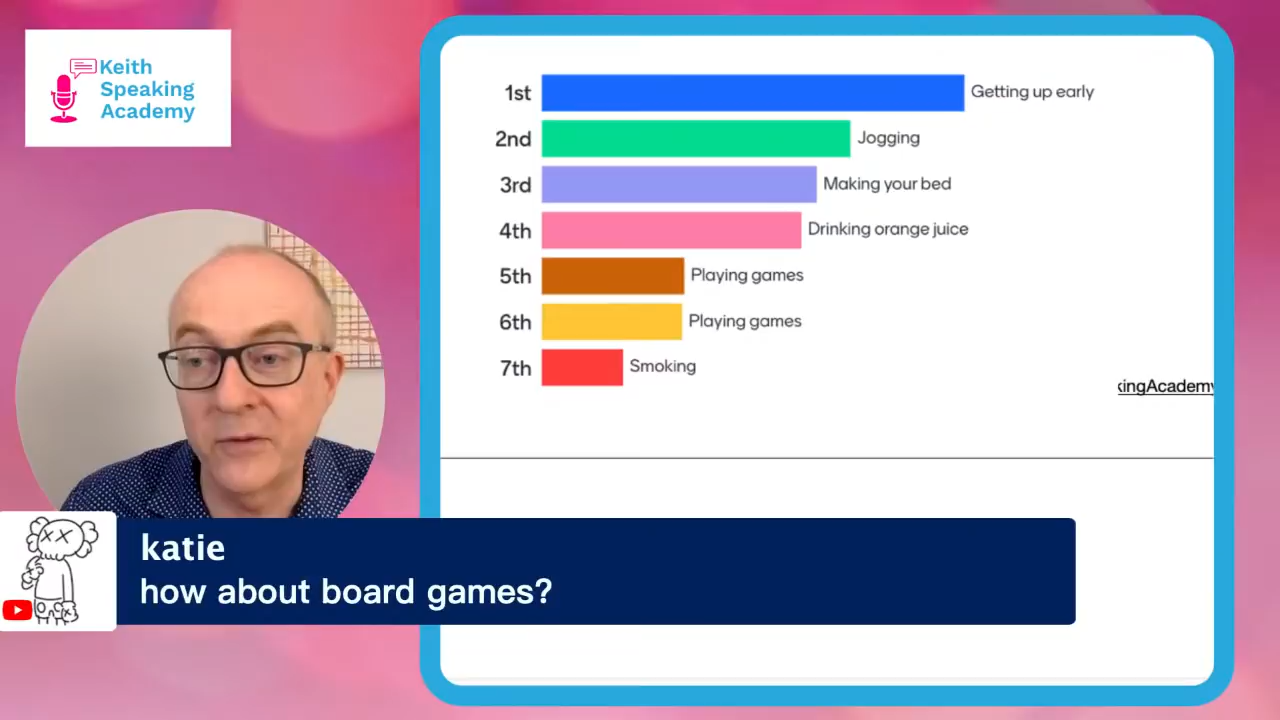 Keith
Speaking
Academy
1st Getting up early
2nd Jogging
3rd Making your bed
4th Drinking orange juice
5th Playing games
6th Playing games
7th Smoking
kingAcademy
katie
how about board games?